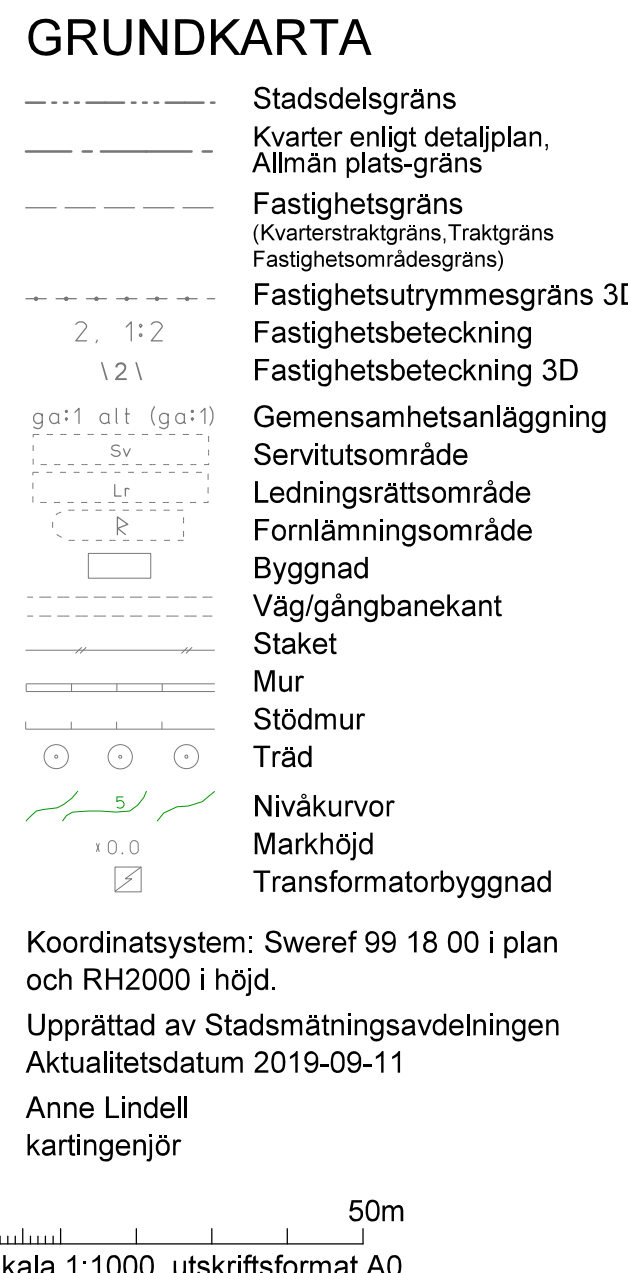 GRUNDKARTA
Stadsdelsgräns
Kvarter enligt detaljplan,
Allmän plats-gräns
Fastighetsgräns
(Kvarterstraktgräns,Traktgräns
Fastighetsområdesgräns)
Fastighetsutrymmesgräns 3D
2, 1:2 Fastighetsbeteckning
\2\ Fastighetsbeteckning 3D
ga:1 alt (ga:1) Gemensamhetsanläggning
Sv Servitutsområde
Lr Ledningsrättsområde
R Fornlämningsområde
Byggnad
Väg/gångbanekant
Staket
Mur
Stödmur
Träd
5 Nivåkurvor
x0.0 Markhöjd
Transformatorbyggnad
Koordinatsystem: Sweref 99 18 00 i plan
och RH2000 i höjd.
Upprättad av Stadsmätningsavdelningen
Aktualitetsdatum 2019-09-11
Anne Lindell
kartingenjör
50m
kala 1:1000, utskriftsformat A0